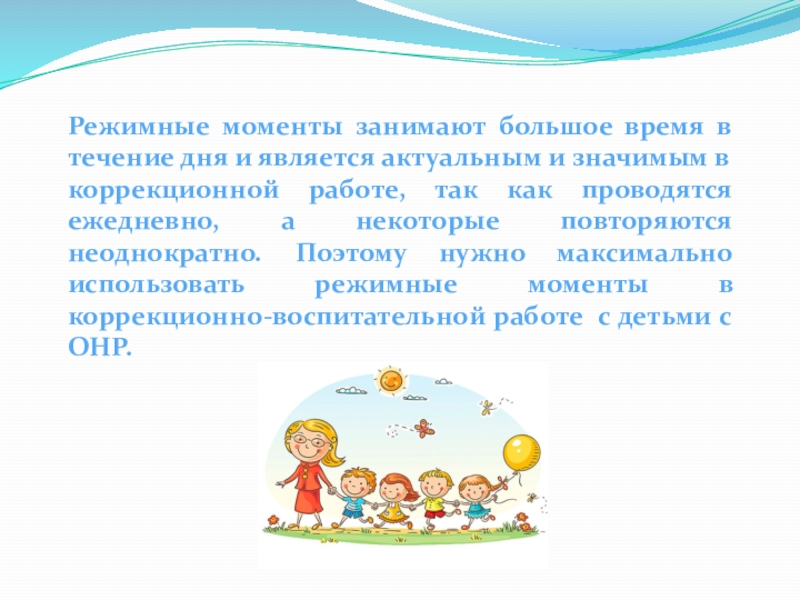 Режимные моменты занимают большое время в
течение дня и является актуальным и значимым в
коррекционной работе, так как проводятся
ежедневно, а некоторые повторяются
неоднократно. Поэтому нужно максимально
использовать режимные моменты в
коррекционно-воспитательной работе с детьми с
ОНР.